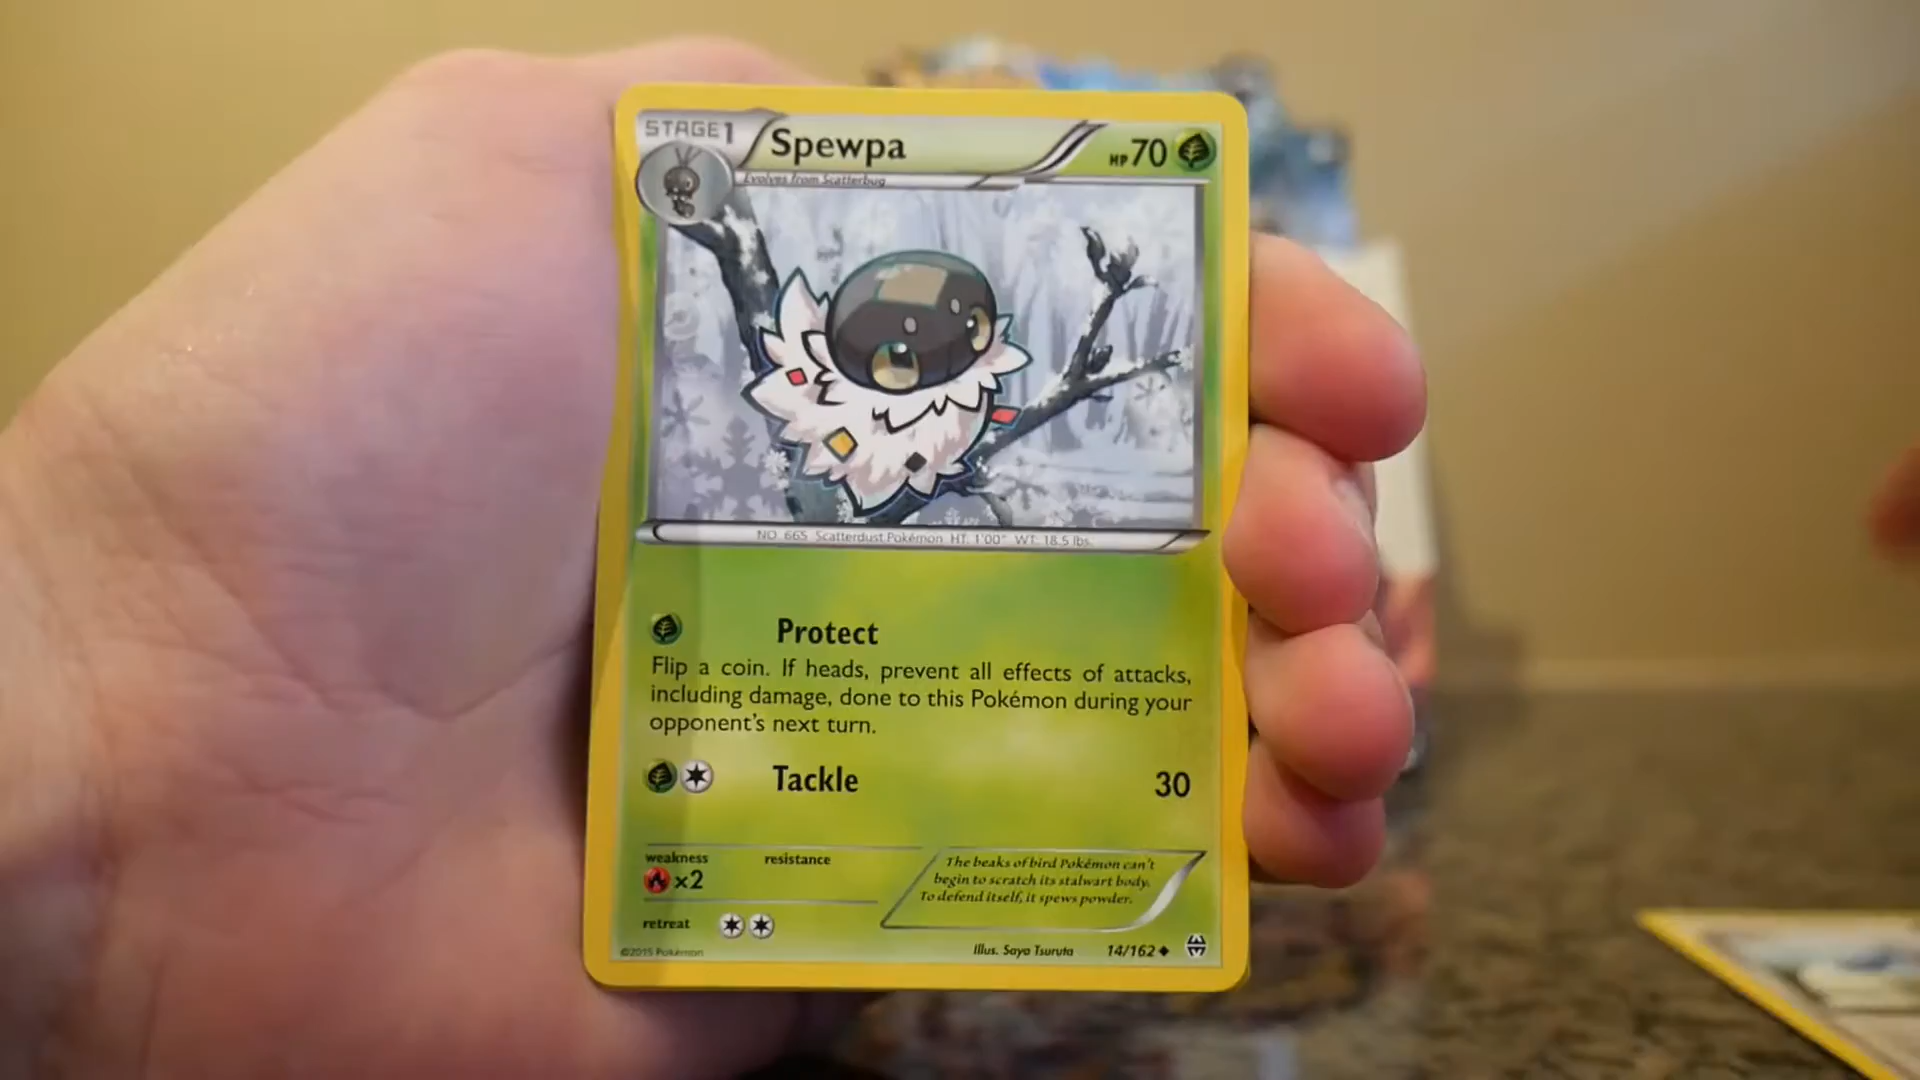 STAGE1
Spewpa
HP 70
Evolves from Scatterbug
NO. 665 Scatterdust Pokémon HT: 1'00" WT: 18.5 lbs.
Protect
Flip a coin. If heads, prevent all effects of attacks,
including damage, done to this Pokémon during your
opponent's next turn.
Tackle 30
weakness
resistance
x2
retreat
The beaks of bird Pokémon can't
begin to scratch its stalwart body.
To defend itself, it spews powder.
©2015 Pokémon
Illus. Sayo Tsuruta
14/162